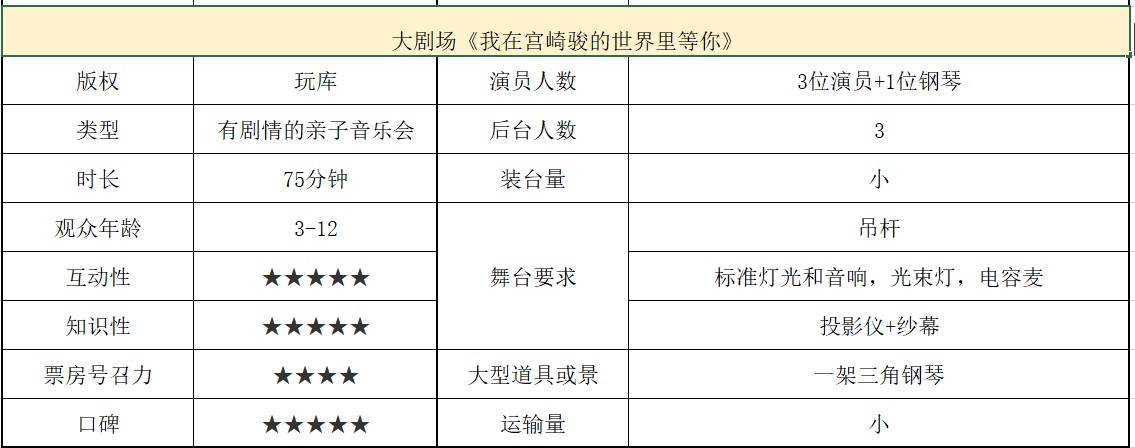 大剧场《我在宫崎骏的世界里等你》
版权 玩库 演员人数 3位演员+1位钢琴
类型 有剧情的亲子音乐会 后台人数 3
时长 75分钟 装台量 小
观众年龄 3-12 舞台要求 吊杆
互动性 ★★★★★ 标准灯光和音响，光束灯，电容麦
知识性 ★★★★★ 投影仪+纱幕
票房号召力 ★★★★ 大型道具或景 一架三角钢琴
口碑 ★★★★★ 运输量 小